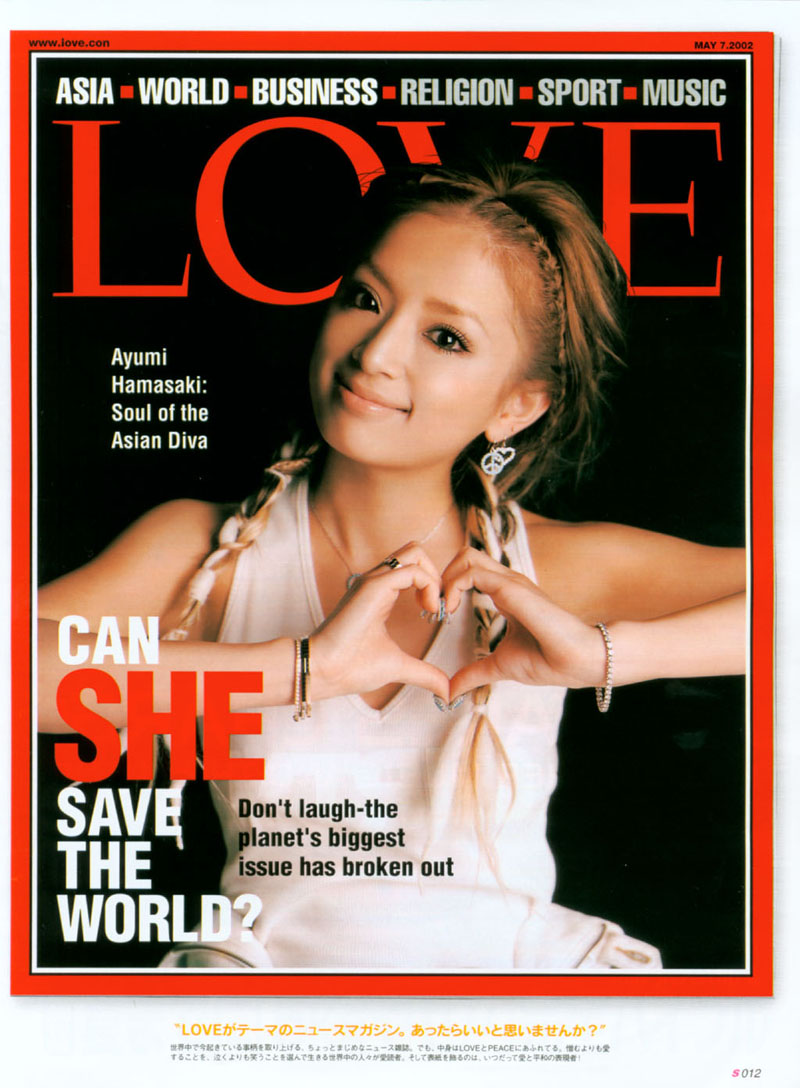 www.love.con
MAY 7.2002
ASIA ▪ WORLD ▪ BUSINESS ▪ RELIGION ▪ SPORT ▪ MUSIC
LOVE
Ayumi
Hamasaki:
Soul of the
Asian Diva
CAN
SHE
SAVE
THE
WORLD?
Don't laugh-the
planet's biggest
issue has broken out
"LOVEがテーマのニュースマガジン。あったらいいと思いませんか？"
世界中で今起きている事柄を取り上げる、ちょっとまじめなニュース雑誌。でも、中身はLOVEとPEACEにあふれてる。憎むよりも愛
することを、泣くよりも笑うことを選んで生きる世界中の人々が愛読者。そして表紙を飾るのは、いつだって愛と平和の表現者！
S 012